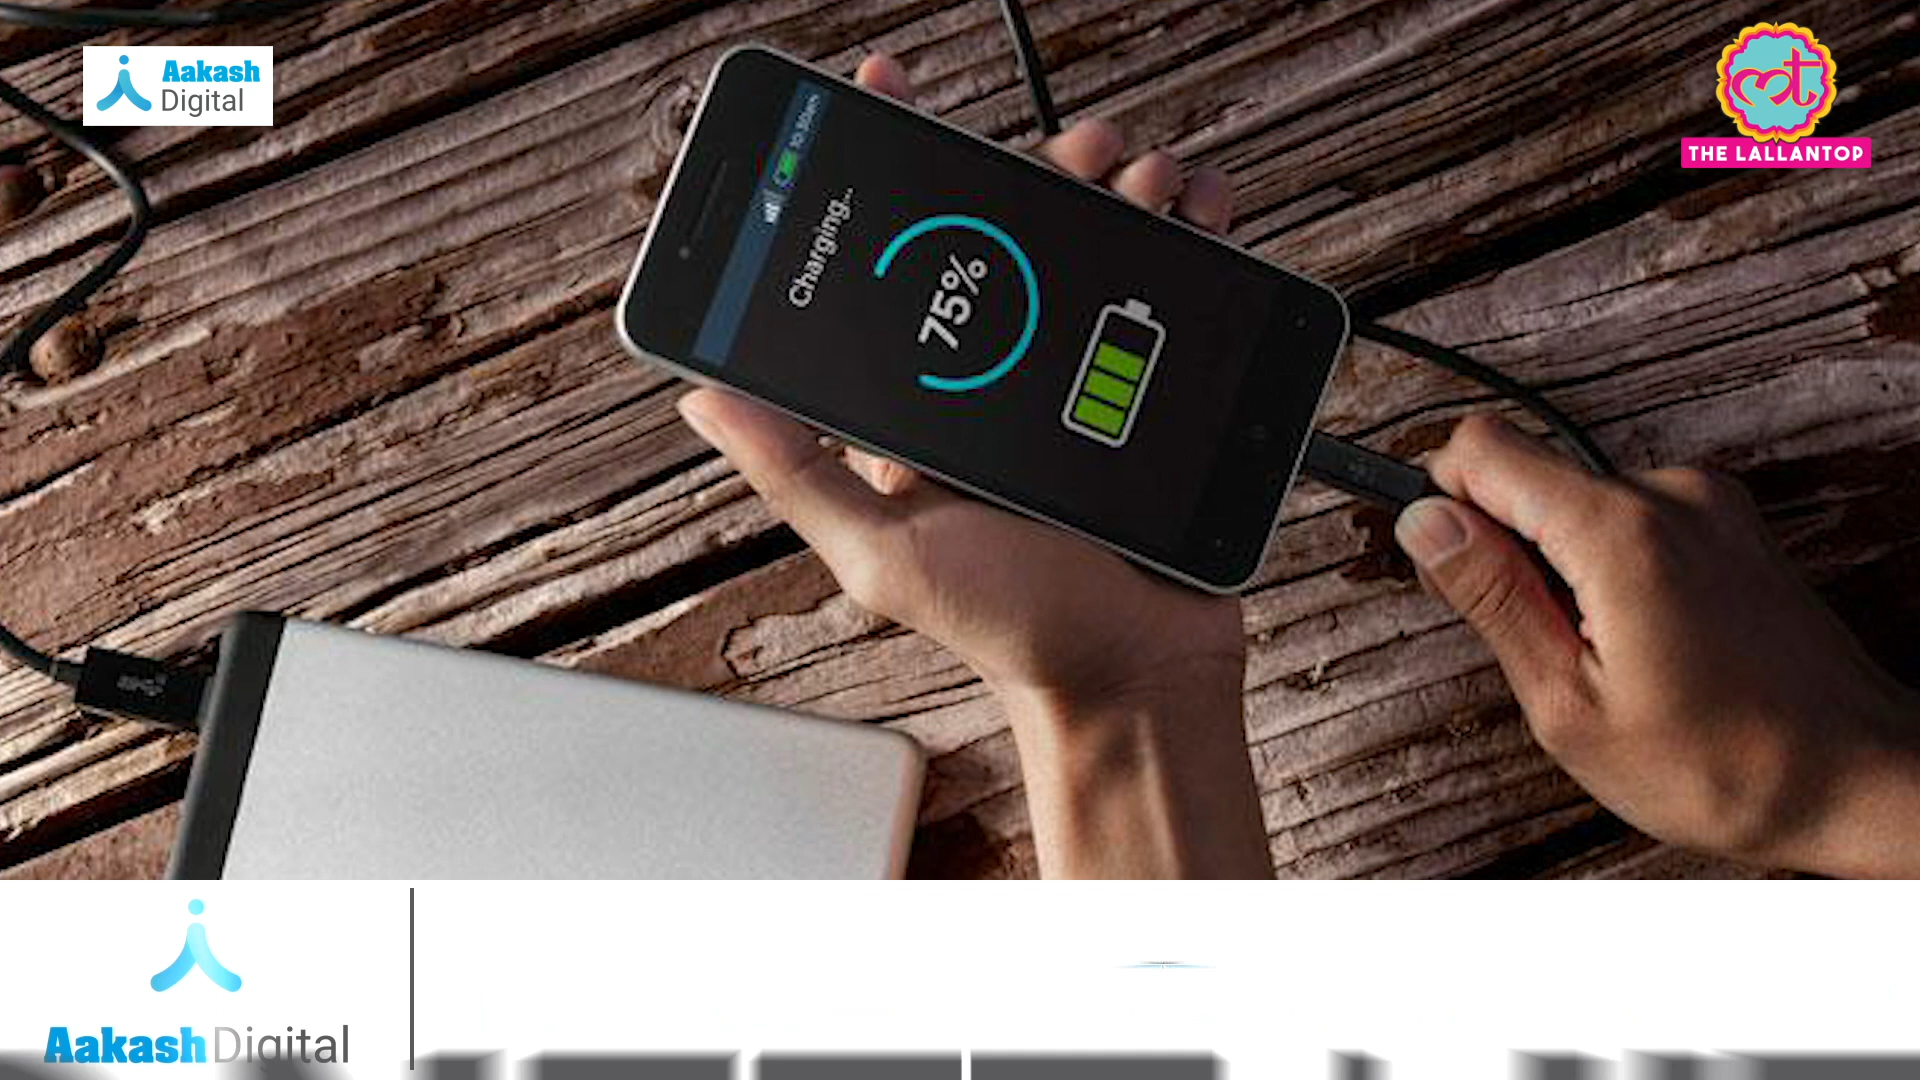 Aakash
Digital
THE LALLANTOP
Charging...
75%
Aakash Digital